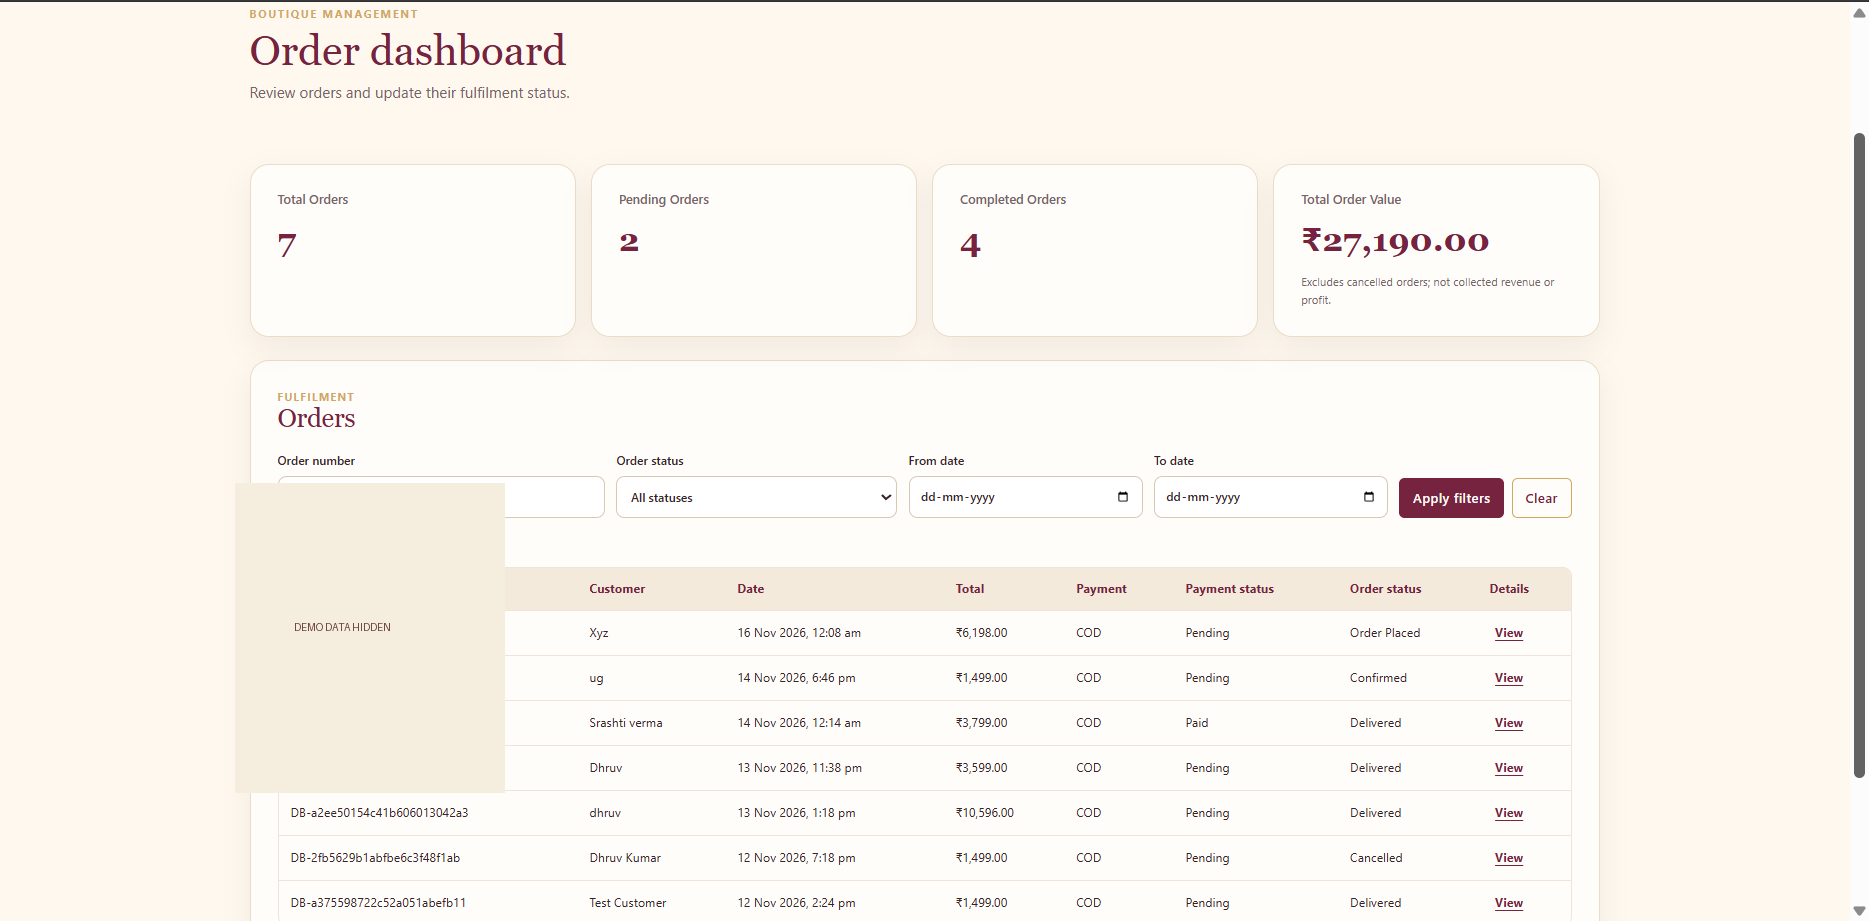 BOUTIQUE MANAGEMENT
Order dashboard
Review orders and update their fulfilment status.
Total Orders
7
Pending Orders
2
Completed Orders
4
Total Order Value
₹27,190.00
Excludes cancelled orders; not collected revenue or
profit.
FULFILMENT
Orders
Order number Order status From date To date
All statuses dd-mm-yyyy dd-mm-yyyy Apply filters Clear
DEMO DATA HIDDEN
Customer Date Total Payment Payment status Order status Details
Xyz 16 Nov 2026, 12:08 am ₹6,198.00 COD Pending Order Placed View
ug 14 Nov 2026, 6:46 pm ₹1,499.00 COD Pending Confirmed View
Srashti verma 14 Nov 2026, 12:14 am ₹3,799.00 COD Paid Delivered View
Dhruv 13 Nov 2026, 11:38 pm ₹3,599.00 COD Pending Delivered View
DB-a2ee50154c41b606013042a3 dhruv 13 Nov 2026, 1:18 pm ₹10,596.00 COD Pending Delivered View
DB-2fb5629b1abfbe6c3f48f1ab Dhruv Kumar 12 Nov 2026, 7:18 pm ₹1,499.00 COD Pending Cancelled View
DB-a375598722c52a051abefb11 Test Customer 12 Nov 2026, 2:24 pm ₹1,499.00 COD Pending Delivered View